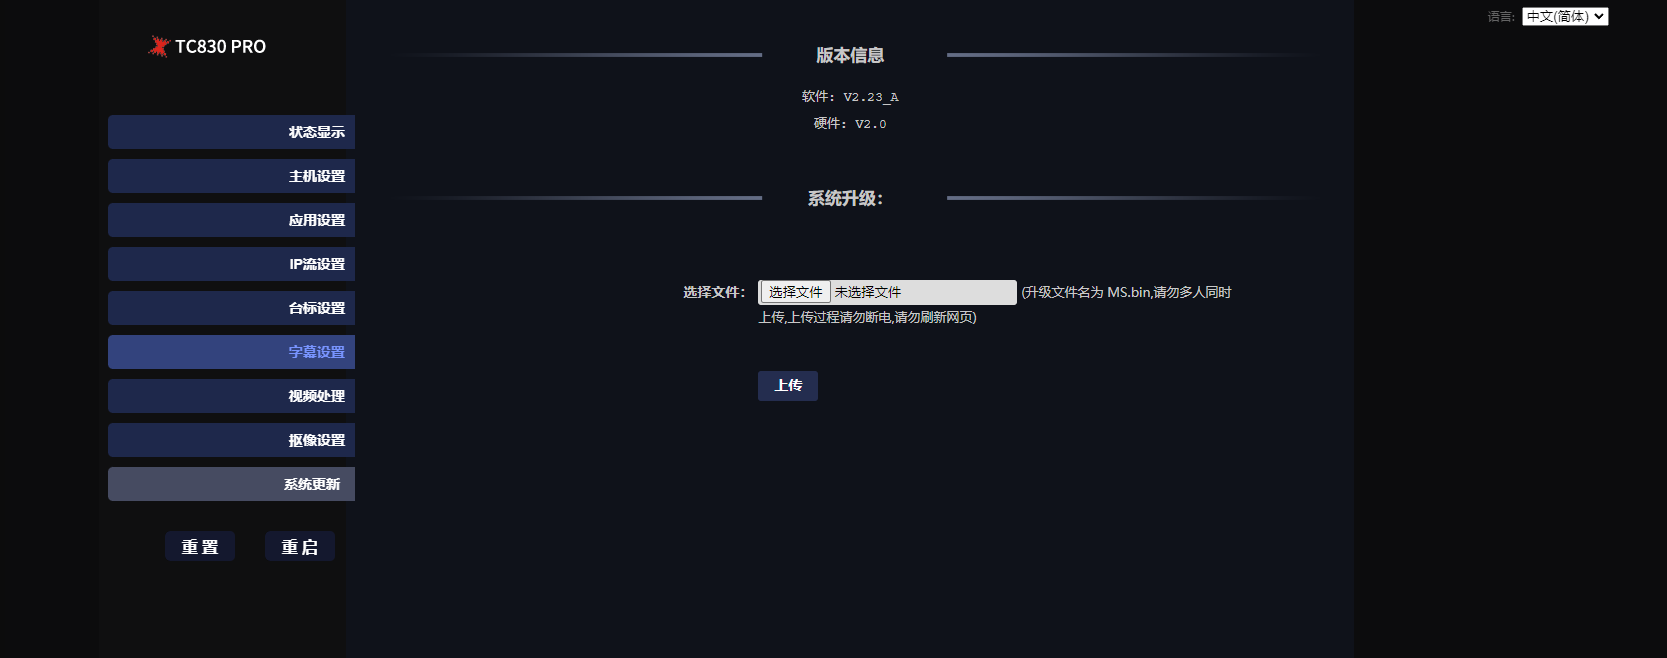 语言: 中文(简体)
TC830 PRO
状态显示
主机设置
应用设置
IP流设置
台标设置
字幕设置
视频处理
抠像设置
系统更新
重置 重启
版本信息
软件: V2.23_A
硬件: V2.0
系统升级:
选择文件: 选择文件 未选择文件 (升级文件名为 MS.bin,请勿多人同时
上传,上传过程请勿断电,请勿刷新网页)
上传